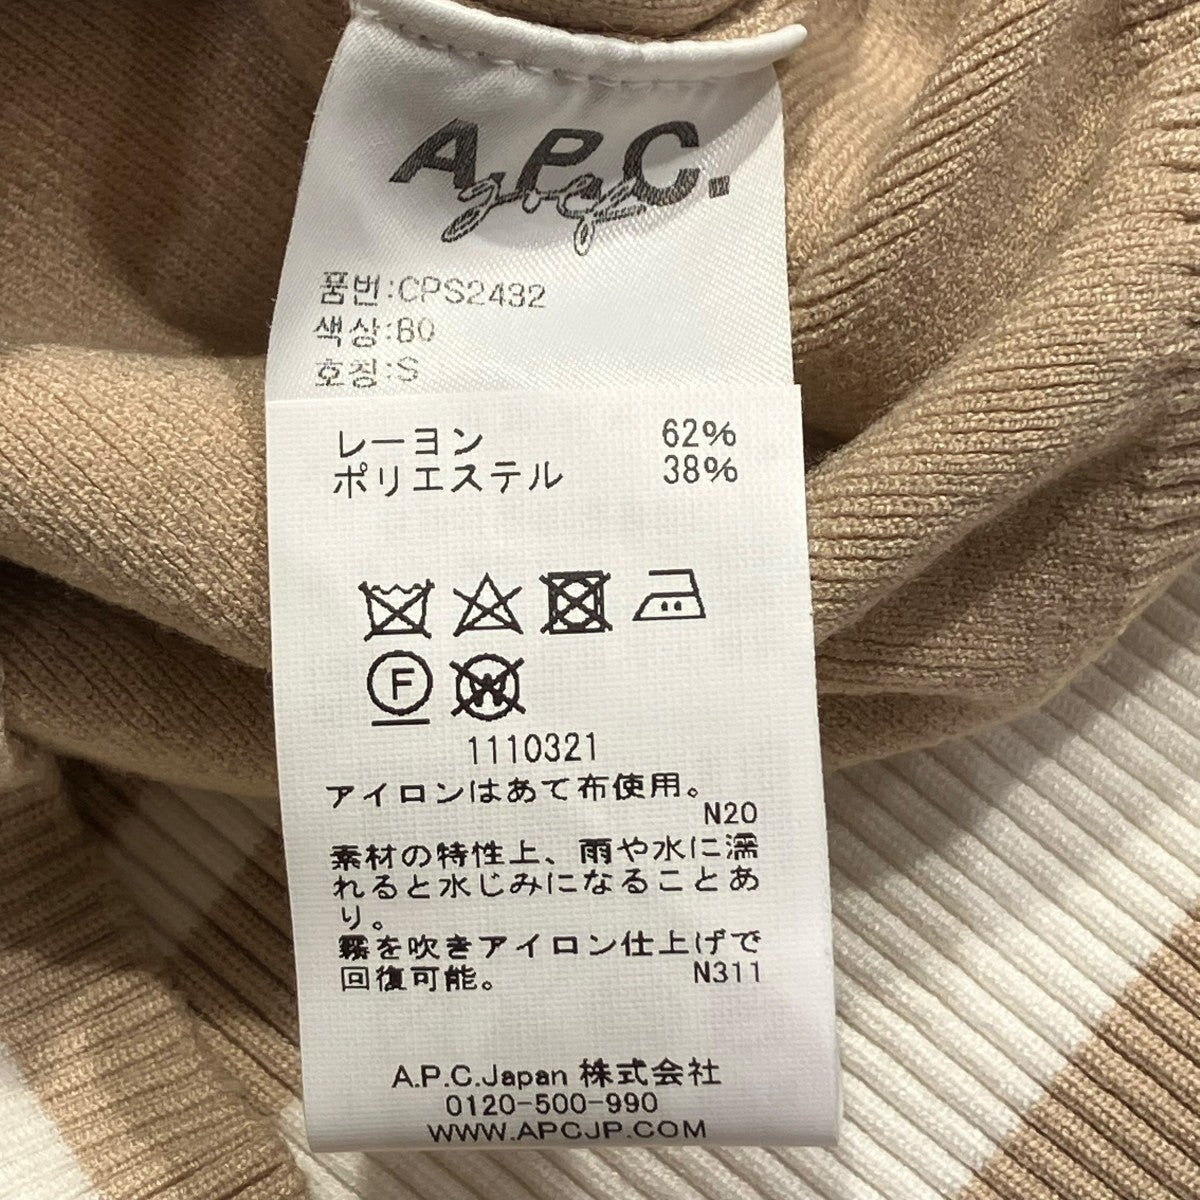 A.P.C.
golf
품번:CPS2432
색상:B0
호칭:S
レーヨン 62%
ポリエステル 38%
F
W
1110321
アイロンはあて布使用。
N20
素材の特性上、雨や水に濡
れると水じみになることあ
り。
霧を吹きアイロン仕上げで
回復可能。 N311
A.P.C.Japan 株式会社
0120-500-990
WWW.APCJP.COM